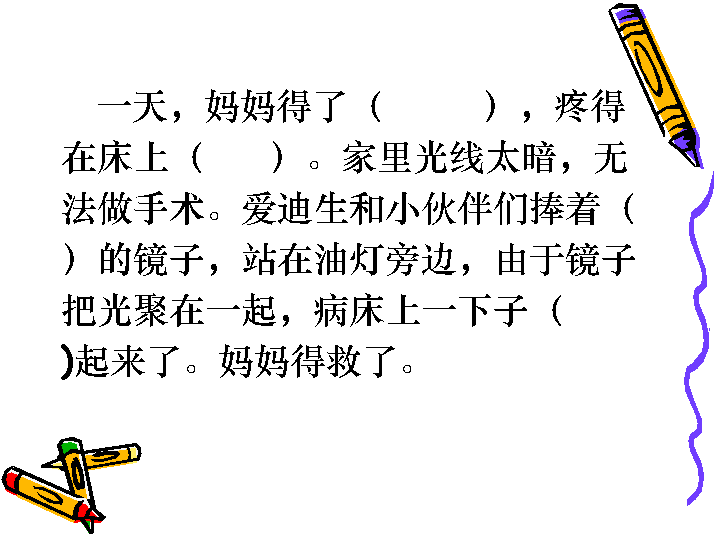 一天，妈妈得了（　　　），疼得
在床上（　　）。家里光线太暗，无
法做手术。爱迪生和小伙伴们捧着（
）的镜子，站在油灯旁边，由于镜子
把光聚在一起，病床上一下子（
)起来了。妈妈得救了。